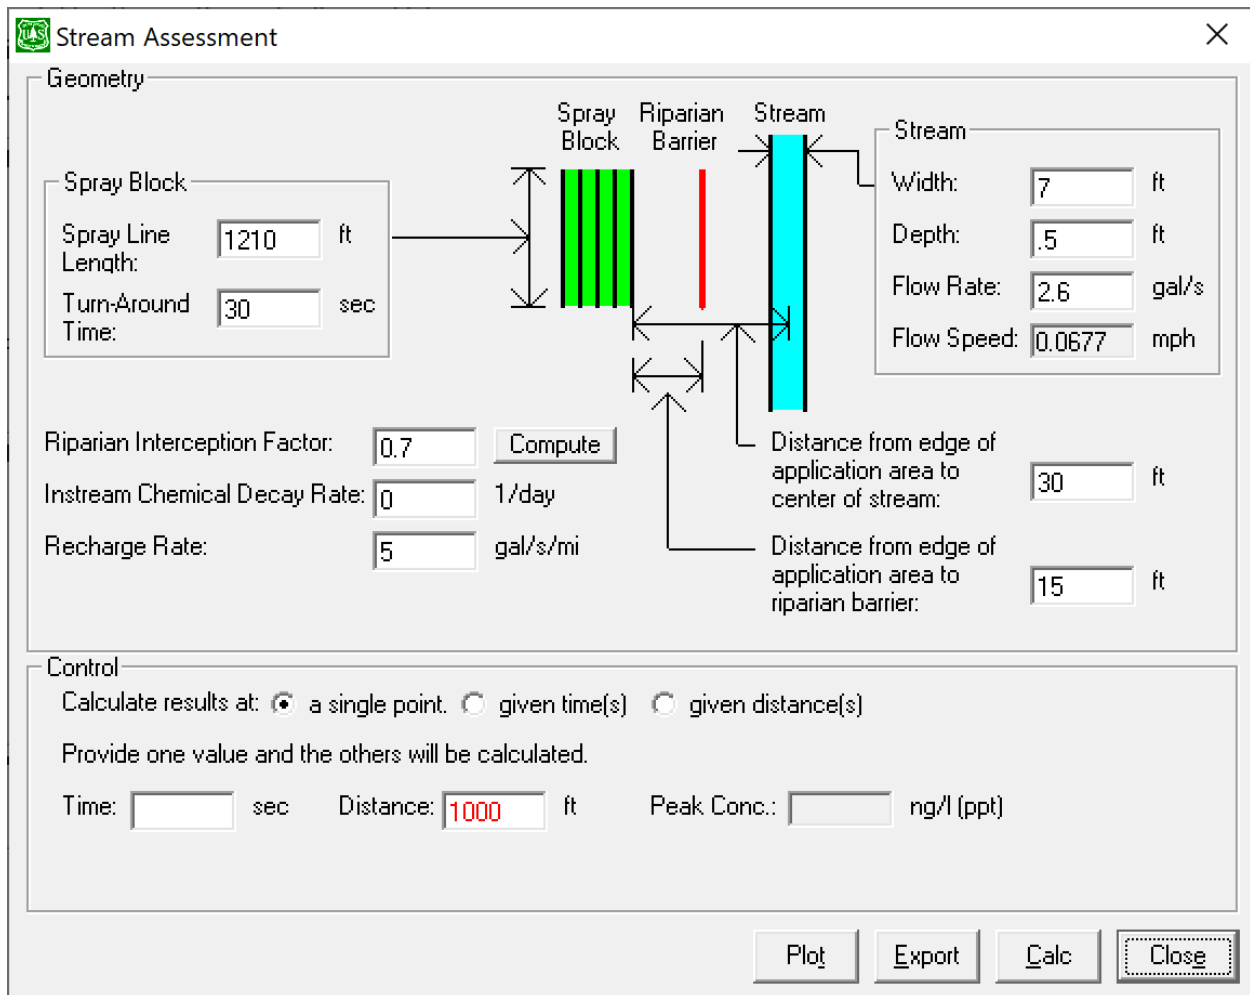 Stream Assessment
Geometry
Spray Block
Riparian Barrier
Stream
Stream
Width: 7 ft
Depth: .5 ft
Flow Rate: 2.6 gal/s
Flow Speed: 0.0677 mph
Spray Block
Spray Line Length: 1210 ft
Turn-Around Time: 30 sec
Riparian Interception Factor: 0.7 Compute
Instream Chemical Decay Rate: 0 1/day
Recharge Rate: 5 gal/s/mi
Distance from edge of
application area to
center of stream: 30 ft
Distance from edge of
application area to
riparian barrier: 15 ft
Control
Calculate results at: a single point. given time(s) given distance(s)
Provide one value and the others will be calculated.
Time: sec Distance: 1000 ft Peak Conc.: ng/l (ppt)
Plot Export Calc Close